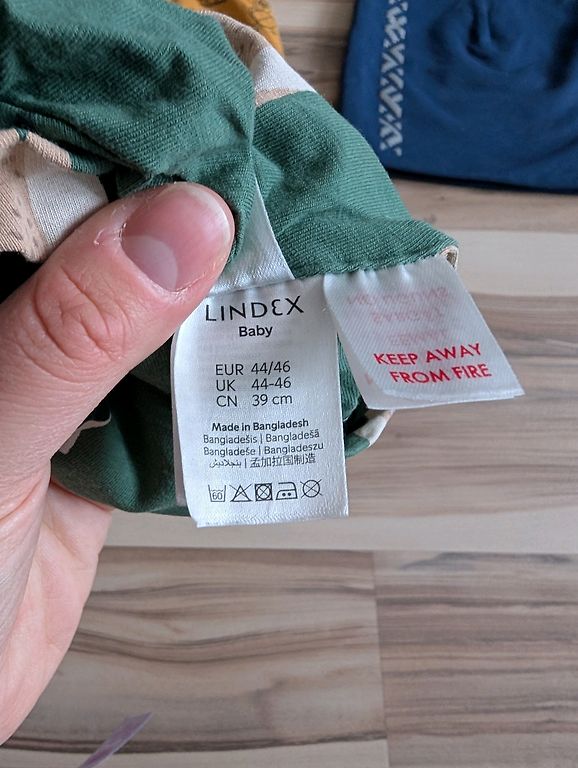 LINDEX
Baby
EUR 44/46
UK 44-46
CN 39 cm
Made in Bangladesh
Bangladešis | Bangladešā
Bangladeše | Bangladeszu
بنجلاديش | 孟加拉国制造
60
KEEP AWAY
FROM FIRE